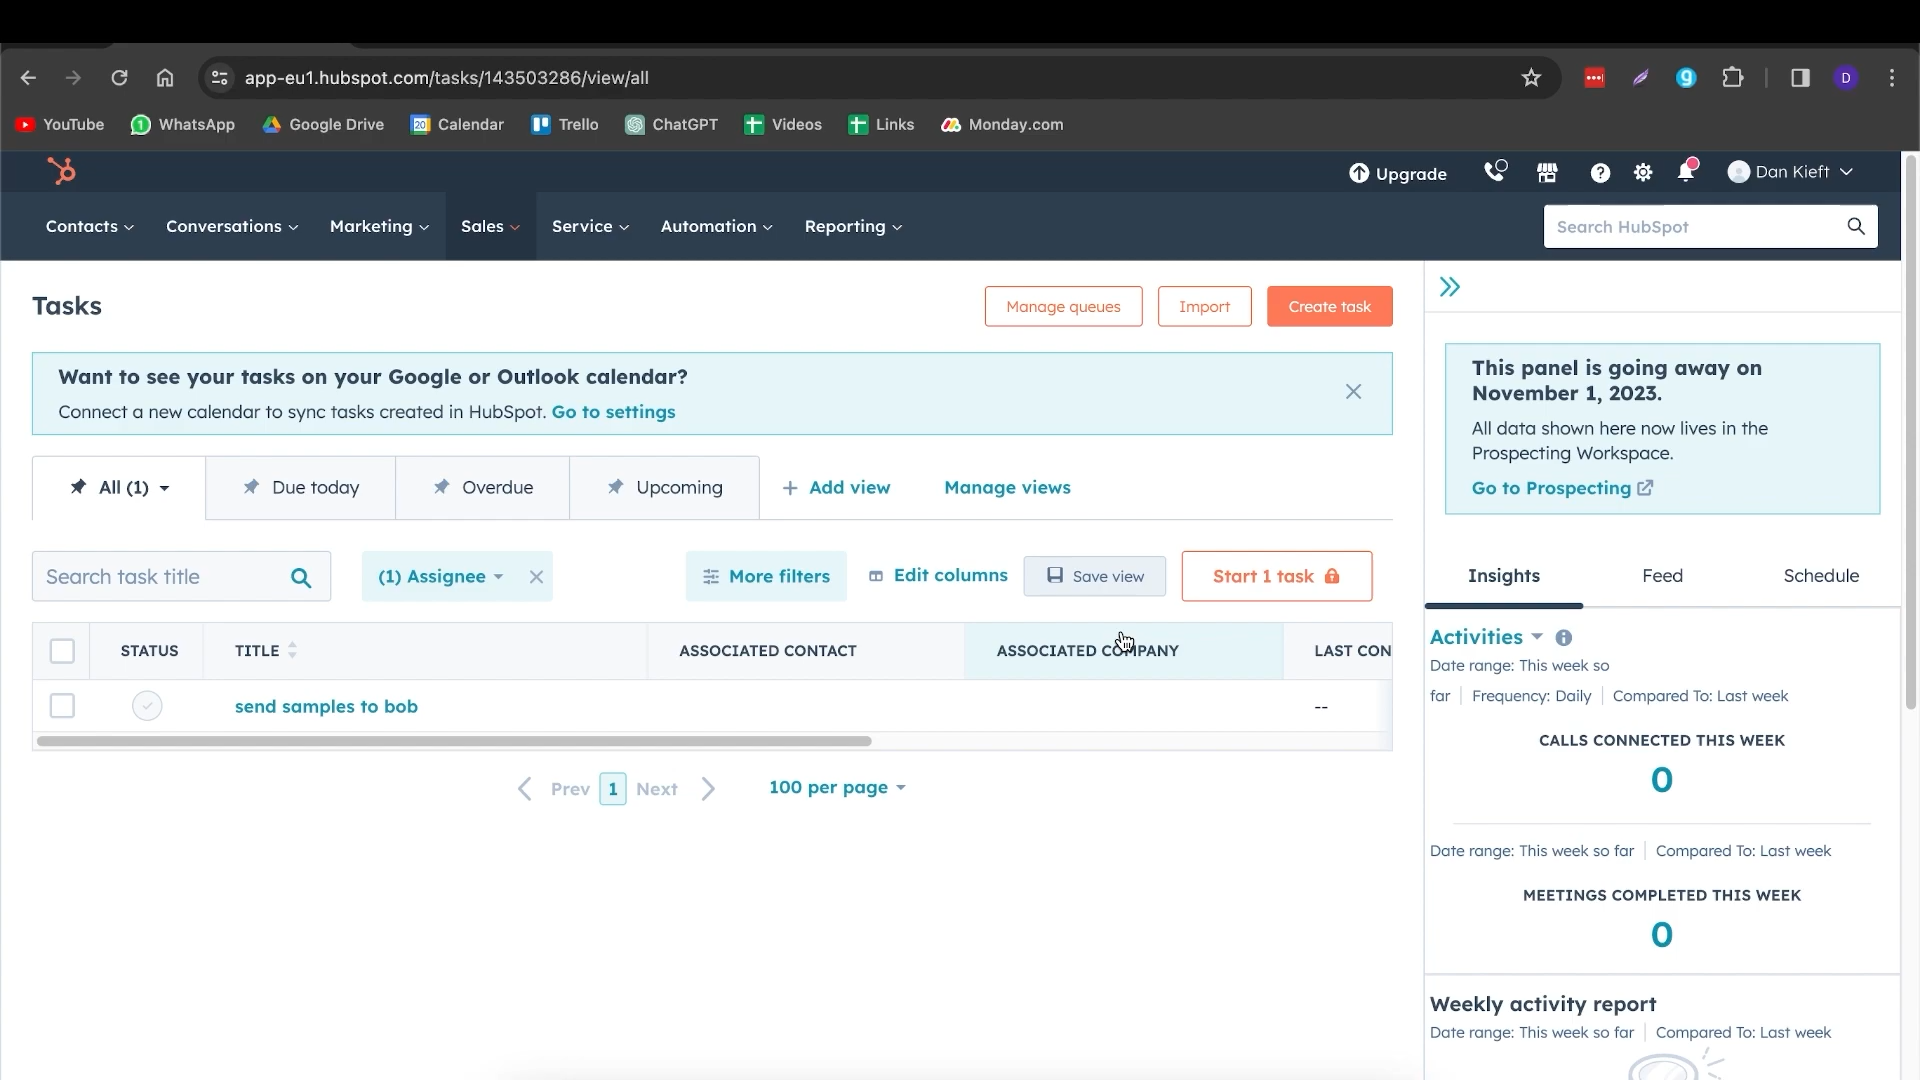 app-eu1.hubspot.com/tasks/143503286/view/all
D
YouTube WhatsApp Google Drive Calendar Trello ChatGPT Videos Links Monday.com
Upgrade Dan Kieft
Contacts Conversations Marketing Sales Service Automation Reporting Search HubSpot
Tasks
Manage queues Import Create task
Want to see your tasks on your Google or Outlook calendar?
Connect a new calendar to sync tasks created in HubSpot. Go to settings
All (1) Due today Overdue Upcoming + Add view Manage views
Search task title (1) Assignee More filters Edit columns Save view Start 1 task
STATUS TITLE ASSOCIATED CONTACT ASSOCIATED COMPANY LAST CON
send samples to bob --
Prev 1 Next 100 per page
This panel is going away on
November 1, 2023.
All data shown here now lives in the
Prospecting Workspace.
Go to Prospecting
Insights Feed Schedule
Activities
Date range: This week so
far Frequency: Daily Compared To: Last week
CALLS CONNECTED THIS WEEK
0
Date range: This week so far Compared To: Last week
MEETINGS COMPLETED THIS WEEK
0
Weekly activity report
Date range: This week so far Compared To: Last week